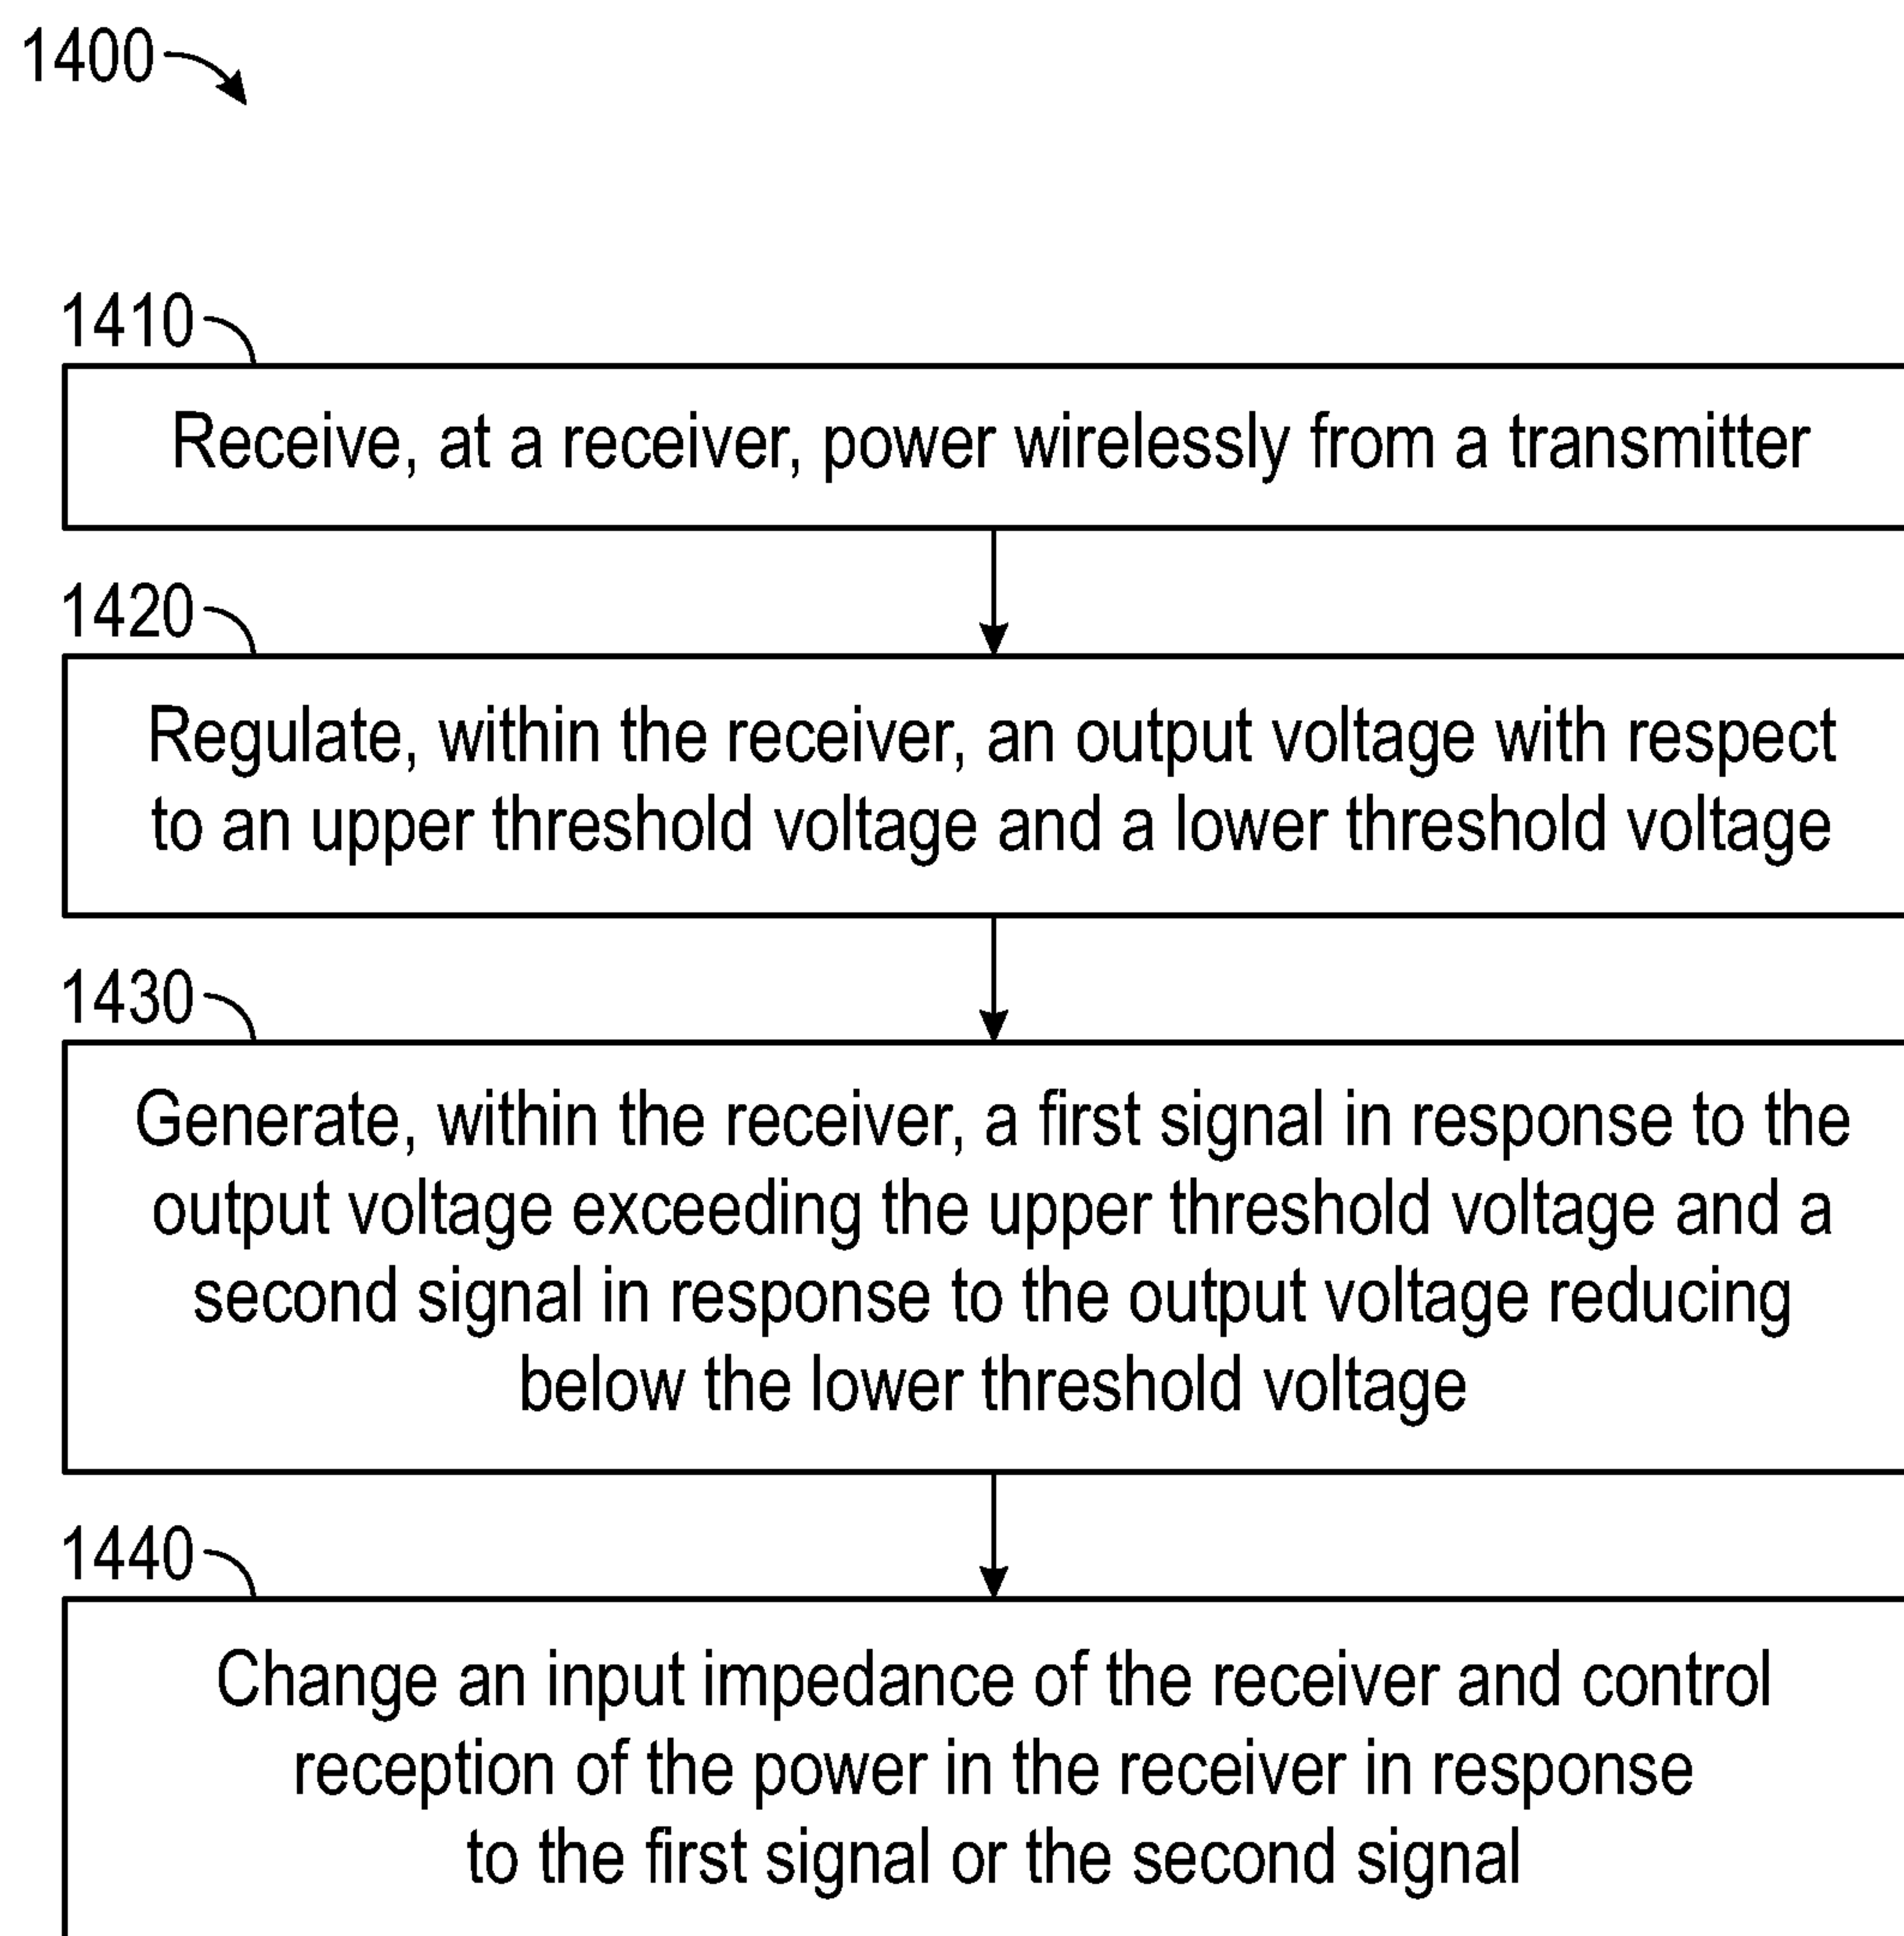 1400
1410
Receive, at a receiver, power wirelessly from a transmitter
1420
Regulate, within the receiver, an output voltage with respect
to an upper threshold voltage and a lower threshold voltage
1430
Generate, within the receiver, a first signal in response to the
output voltage exceeding the upper threshold voltage and a
second signal in response to the output voltage reducing
below the lower threshold voltage
1440
Change an input impedance of the receiver and control
reception of the power in the receiver in response
to the first signal or the second signal